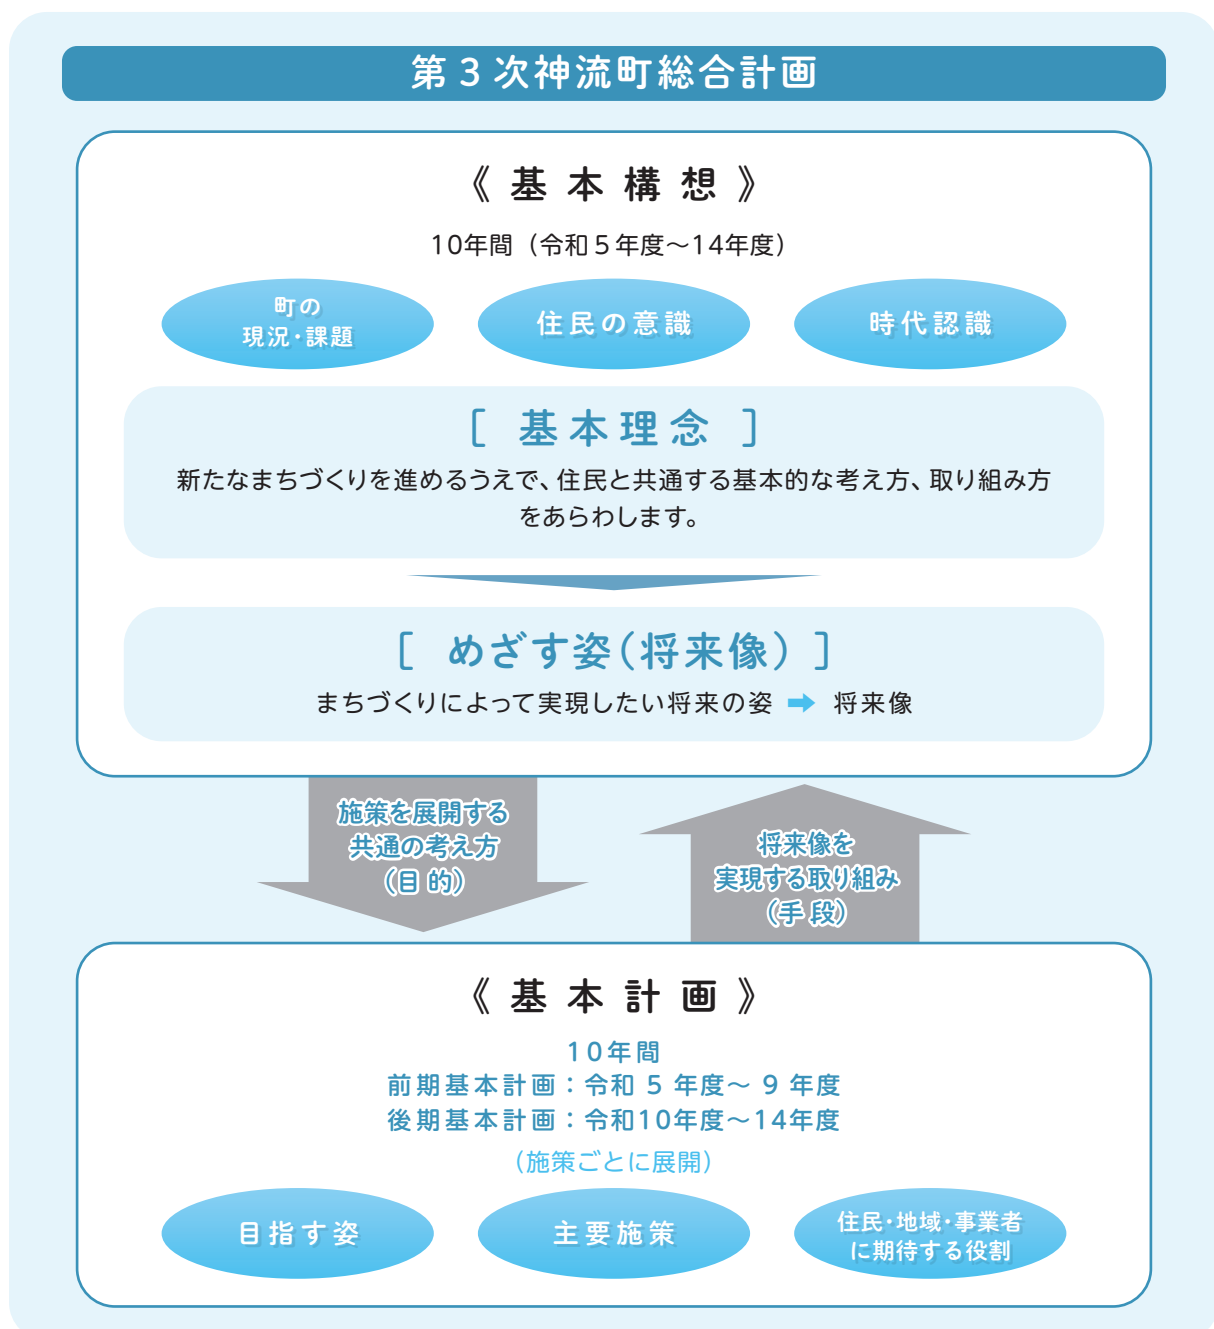 第3次神流町総合計画
《基本構想》
10年間（令和5年度～14年度）
町の
現況・課題
住民の意識
時代認識
［ 基本理念 ］
新たなまちづくりを進めるうえで、住民と共通する基本的な考え方、取り組み方
をあらわします。
［ めざす姿（将来像）］
まちづくりによって実現したい将来の姿 ➡ 将来像
施策を展開する
共通の考え方
（目的）
将来像を
実現する取り組み
（手段）
《基本計画》
10年間
前期基本計画：令和 5 年度～ 9 年度
後期基本計画：令和10年度～14年度
（施策ごとに展開）
目指す姿
主要施策
住民・地域・事業者
に期待する役割